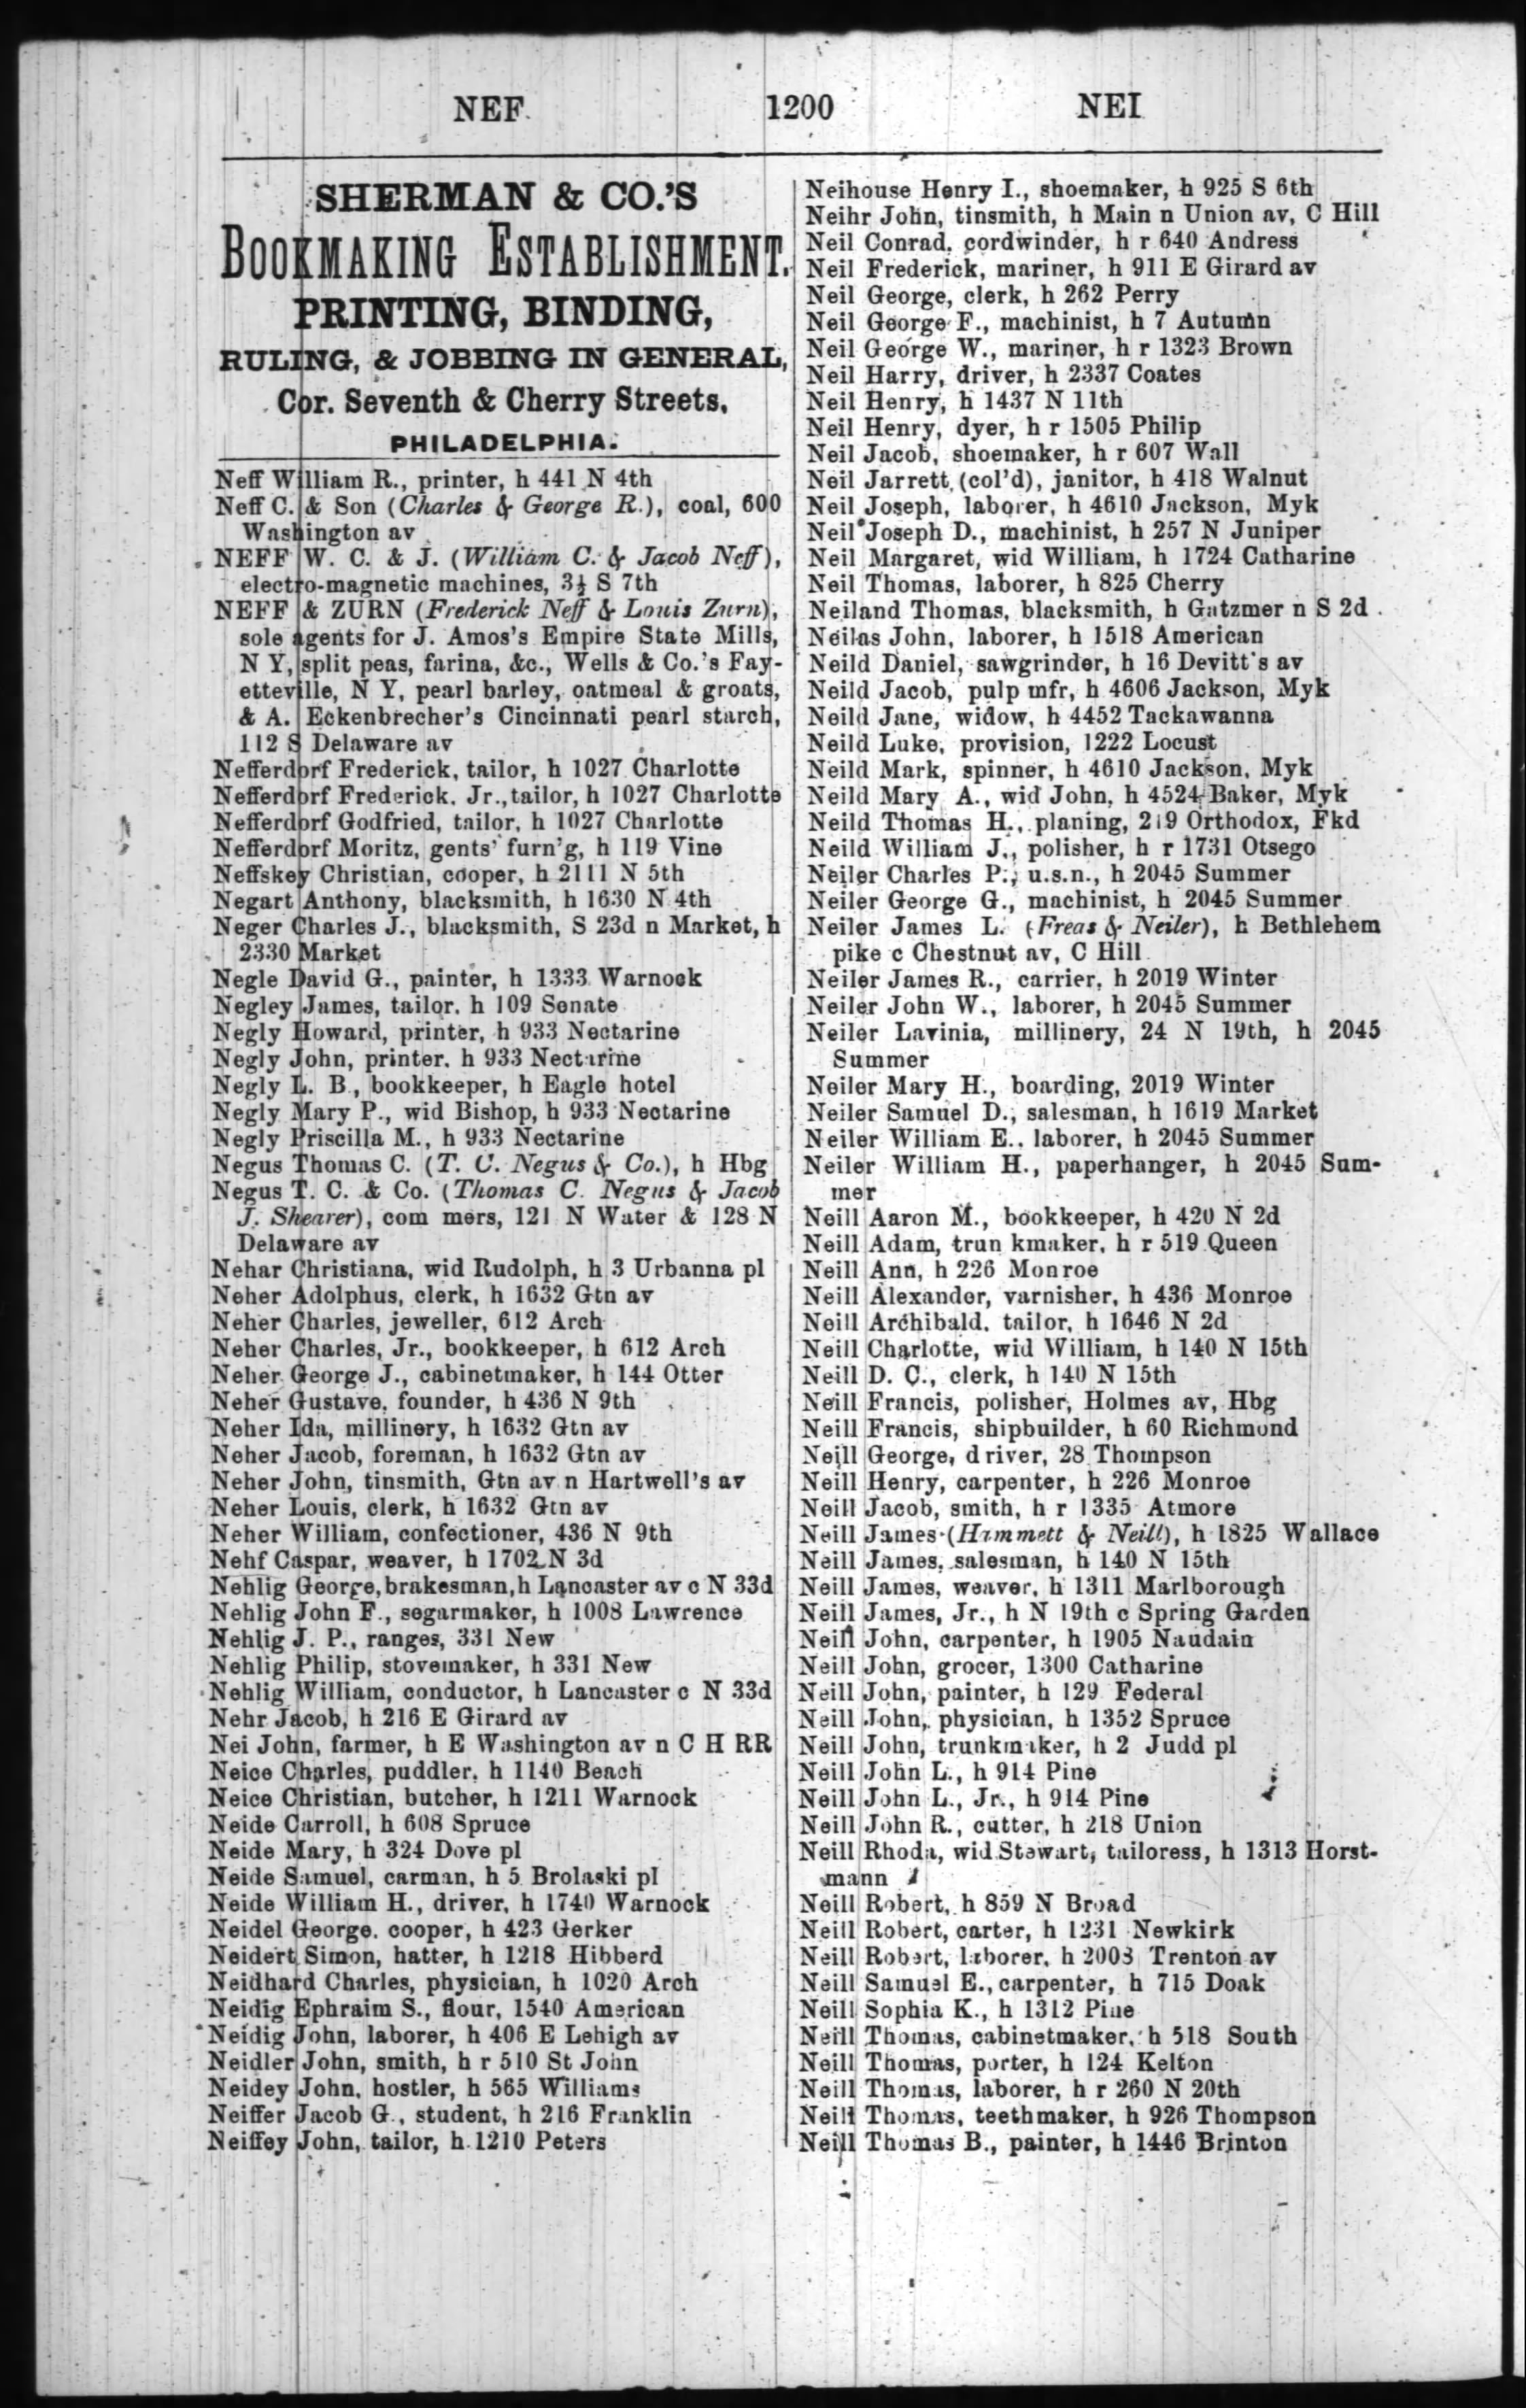 NEF.
1200
NEI
SHERMAN & CO.'S
BOOKMAKING ESTABLISHMENT.
PRINTING, BINDING,
RULING, & JOBBING IN GENERAL,
Cor. Seventh & Cherry Streets,
PHILADELPHIA.
Neff William R., printer, h 441 N 4th
Neff C. & Son (Charles & George R.), coal, 600
Washington av
NEFF W. C. & J. (William C. & Jacob Neff),
electro-magnetic machines, 3½ S 7th
NEFF & ZURN (Frederick Neff & Louis Zurn),
sole agents for J. Amos's Empire State Mills,
N Y, split peas, farina, &c., Wells & Co.'s Fay-
etteville, N Y, pearl barley, oatmeal & groats,
& A. Eckenbrecher's Cincinnati pearl starch,
112 S Delaware av
Nefferdorf Frederick, tailor, h 1027 Charlotte
Nefferdorf Frederick, Jr., tailor, h 1027 Charlotte
Nefferdorf Godfried, tailor, h 1027 Charlotte
Nefferdorf Moritz, gents' furn'g, h 119 Vine
Neffskey Christian, cooper, h 2111 N 5th
Negart Anthony, blacksmith, h 1630 N 4th
Neger Charles J., blacksmith, S 23d n Market, h
2330 Market
Negle David G., painter, h 1333 Warnock
Negley James, tailor, h 109 Senate
Negly Howard, printer, h 933 Nectarine
Negly John, printer, h 933 Nectarine
Negly L. B., bookkeeper, h Eagle hotel
Negly Mary P., wid Bishop, h 933 Nectarine
Negly Priscilla M., h 933 Nectarine
Negus Thomas C. (T. C. Negus & Co.), h Hbg
Negus T. C. & Co. (Thomas C. Negus & Jacob
J. Shearer), com mers, 121 N Water & 128 N
Delaware av
Nehar Christiana, wid Rudolph, h 3 Urbanna pl
Neher Adolphus, clerk, h 1632 Gtn av
Neher Charles, jeweller, 612 Arch
Neher Charles, Jr., bookkeeper, h 612 Arch
Neher George J., cabinetmaker, h 144 Otter
Neher Gustave, founder, h 436 N 9th
Neher Ida, millinery, h 1632 Gtn av
Neher Jacob, foreman, h 1632 Gtn av
Neher John, tinsmith, Gtn av n Hartwell's av
Neher Louis, clerk, h 1632 Gtn av
Neher William, confectioner, 436 N 9th
Nehf Caspar, weaver, h 1702 N 3d
Nehlig George, brakesman, h Lancaster av c N 33d
Nehlig John F., segarmaker, h 1008 Lawrence
Nehlig J. P., ranges, 331 New
Nehlig Philip, stovemaker, h 331 New
Nehlig William, conductor, h Lancaster c N 33d
Nehr Jacob, h 216 E Girard av
Nei John, farmer, h E Washington av n C H RR
Neice Charles, puddler, h 1140 Beach
Neice Christian, butcher, h 1211 Warnock
Neide Carroll, h 608 Spruce
Neide Mary, h 324 Dove pl
Neide Samuel, carman, h 5 Brolaski pl
Neide William H., driver, h 1740 Warnock
Neidel George, cooper, h 423 Gerker
Neidert Simon, hatter, h 1218 Hibberd
Neidhard Charles, physician, h 1020 Arch
Neidig Ephraim S., flour, 1540 American
Neidig John, laborer, h 406 E Lehigh av
Neidler John, smith, h r 510 St John
Neidey John, hostler, h 565 Williams
Neiffer Jacob G., student, h 216 Franklin
Neiffey John, tailor, h 1210 Peters
Neihouse Henry I., shoemaker, h 925 S 6th
Neihr John, tinsmith, h Main n Union av, C Hill
Neil Conrad, cordwinder, h r 640 Andress
Neil Frederick, mariner, h 911 E Girard av
Neil George, clerk, h 262 Perry
Neil George F., machinist, h 7 Autumn
Neil George W., mariner, h r 1323 Brown
Neil Harry, driver, h 2337 Coates
Neil Henry, h 1437 N 11th
Neil Henry, dyer, h r 1505 Philip
Neil Jacob, shoemaker, h r 607 Wall
Neil Jarrett (col'd), janitor, h 418 Walnut
Neil Joseph, laborer, h 4610 Jackson, Myk
Neil Joseph D., machinist, h 257 N Juniper
Neil Margaret, wid William, h 1724 Catharine
Neil Thomas, laborer, h 825 Cherry
Neiland Thomas, blacksmith, h Gatzmer n S 2d
Neilas John, laborer, h 1518 American
Neild Daniel, sawgrinder, h 16 Devitt's av
Neild Jacob, pulp mfr, h 4606 Jackson, Myk
Neild Jane, widow, h 4452 Tackawanna
Neild Luke, provision, 1222 Locust
Neild Mark, spinner, h 4610 Jackson, Myk
Neild Mary A., wid John, h 4524 Baker, Myk
Neild Thomas H., planing, 219 Orthodox, Fkd
Neild William J., polisher, h r 1731 Otsego
Neiler Charles P., u.s.n., h 2045 Summer
Neiler George G., machinist, h 2045 Summer
Neiler James L. (Freas & Neiler), h Bethlehem
pike c Chestnut av, C Hill
Neiler James R., carrier, h 2019 Winter
Neiler John W., laborer, h 2045 Summer
Neiler Lavinia, millinery, 24 N 19th, h 2045
Summer
Neiler Mary H., boarding, 2019 Winter
Neiler Samuel D., salesman, h 1619 Market
Neiler William E., laborer, h 2045 Summer
Neiler William H., paperhanger, h 2045 Sum-
mer
Neill Aaron M., bookkeeper, h 420 N 2d
Neill Adam, trun kmaker, h r 519 Queen
Neill Ann, h 226 Monroe
Neill Alexander, varnisher, h 436 Monroe
Neill Archibald, tailor, h 1646 N 2d
Neill Charlotte, wid William, h 140 N 15th
Neill D. C., clerk, h 140 N 15th
Neill Francis, polisher, Holmes av, Hbg
Neill Francis, shipbuilder, h 60 Richmond
Neill George, driver, 28 Thompson
Neill Henry, carpenter, h 226 Monroe
Neill Jacob, smith, h r 1335 Atmore
Neill James (Hammett & Neill), h 1825 Wallace
Neill James, salesman, h 140 N 15th
Neill James, weaver, h 1311 Marlborough
Neill James, Jr., h N 19th c Spring Garden
Neill John, carpenter, h 1905 Naudain
Neill John, grocer, 1300 Catharine
Neill John, painter, h 129 Federal
Neill John, physician, h 1352 Spruce
Neill John, trunkmaker, h 2 Judd pl
Neill John L., h 914 Pine
Neill John L., Jr., h 914 Pine
Neill John R., cutter, h 218 Union
Neill Rhoda, wid Stewart, tailoress, h 1313 Horst-
mann
Neill Robert, h 859 N Broad
Neill Robert, carter, h 1231 Newkirk
Neill Robert, laborer, h 2003 Trenton av
Neill Samuel E., carpenter, h 715 Doak
Neill Sophia K., h 1312 Pine
Neill Thomas, cabinetmaker, h 518 South
Neill Thomas, porter, h 124 Kelton
Neill Thomas, laborer, h r 260 N 20th
Neill Thomas, teethmaker, h 926 Thompson
Neill Thomas B., painter, h 1446 Brinton